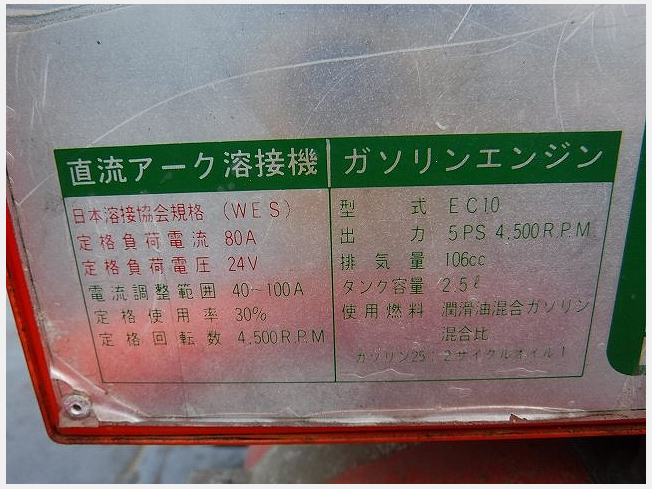 直流アーク溶接機
日本溶接協会規格 (WES)
定格負荷電流 80A
定格負荷電圧 24V
電流調整範囲 40~100A
定格使用率 30%
定格回転数 4,500R.P.M
ガソリンエンジン
型式 EC10
出力 5PS 4,500R.P.M
排気量 106cc
タンク容量 2.5ℓ
使用燃料 潤滑油混合ガソリン
混合比
ガソリン25:2サイクルオイル1